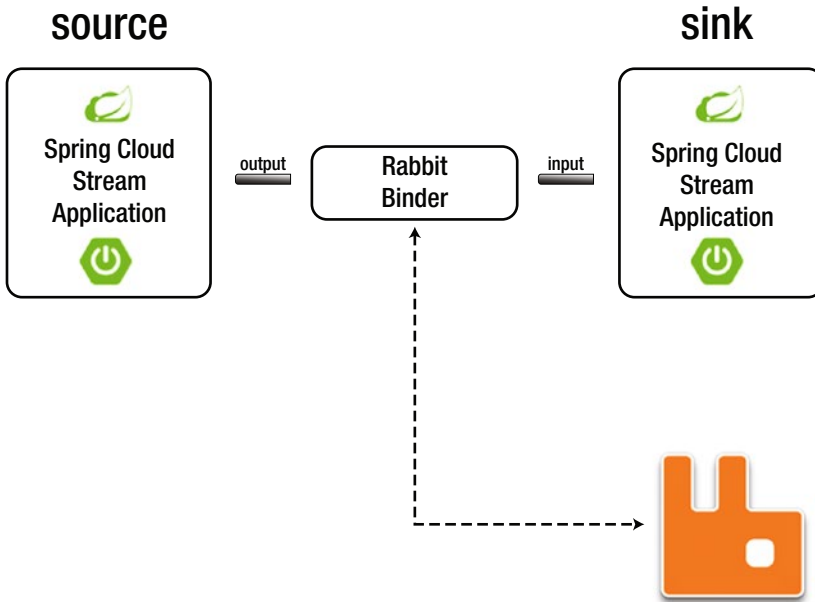 source
sink
Spring Cloud
Stream
Application
output
Rabbit
Binder
input
Spring Cloud
Stream
Application